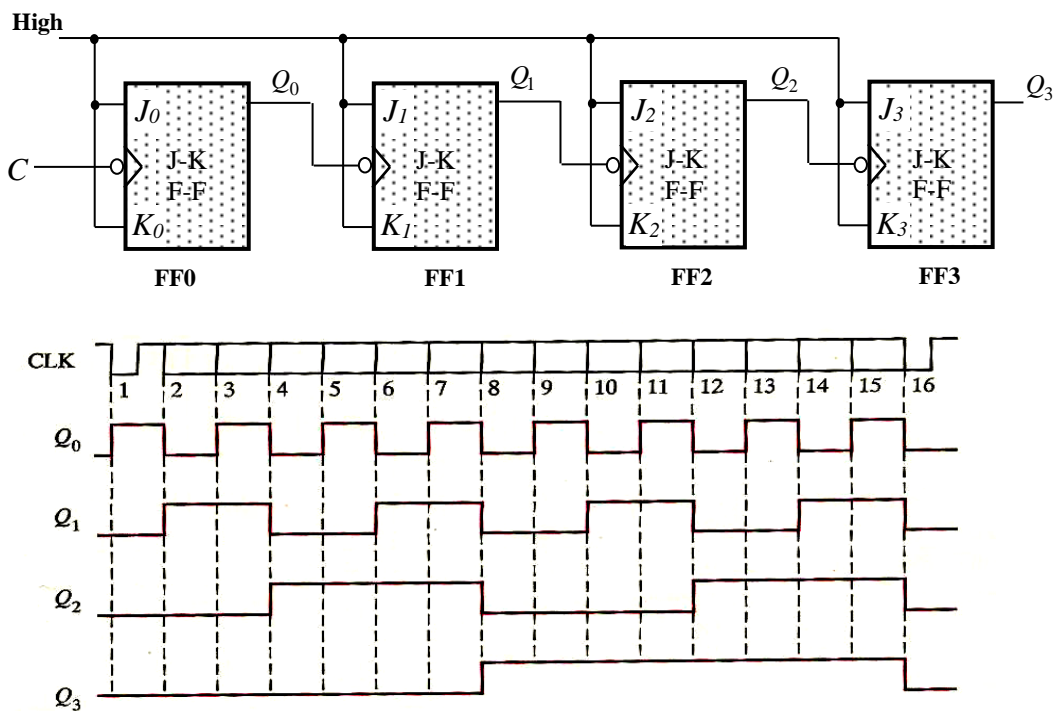 High
Q0 Q1 Q2 Q3
J0 J1 J2 J3
C J-K J-K J-K J-K
F-F F-F F-F F-F
K0 K1 K2 K3
FF0 FF1 FF2 FF3
CLK
1 2 3 4 5 6 7 8 9 10 11 12 13 14 15 16
Q0
Q1
Q2
Q3